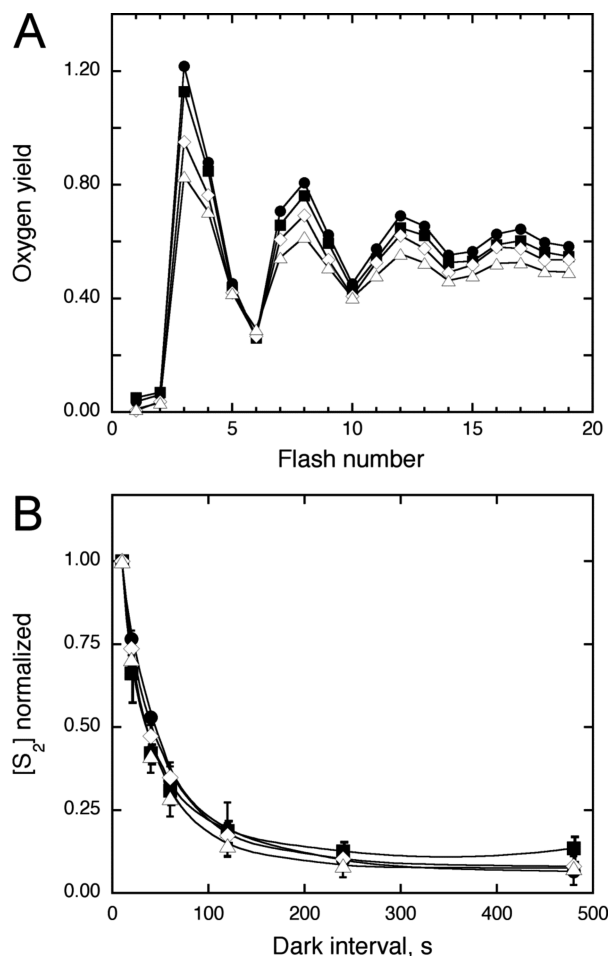 A
Oxygen yield
1.20
0.80
0.40
0.00
0 5 10 15 20
Flash number
B
[S2] normalized
1.00
0.75
0.50
0.25
0.00
0 100 200 300 400 500
Dark interval, s